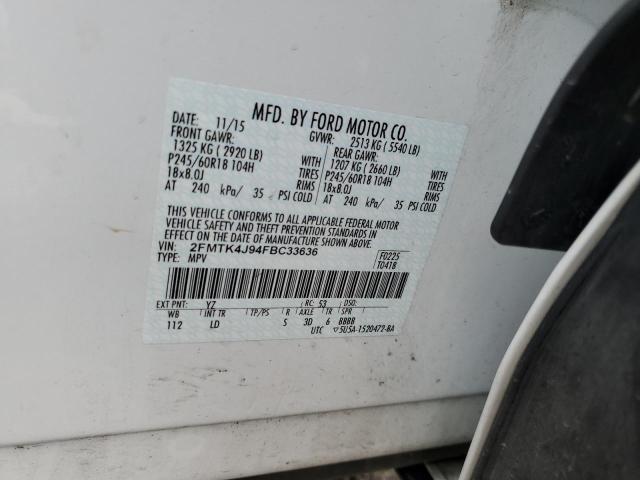 MFD. BY FORD MOTOR CO.
DATE: 11/15 GVWR: 2513 KG ( 5540 LB)
FRONT GAWR: REAR GAWR:
1325 KG ( 2920 LB) WITH 1207 KG ( 2660 LB) WITH
P245/60R18 104H TIRES P245/60R18 104H TIRES
18x8.0J RIMS 18x8.0J RIMS
AT 240 kPa/ 35 PSI COLD AT 240 kPa/ 35 PSI COLD
THIS VEHICLE CONFORMS TO ALL APPLICABLE FEDERAL MOTOR
VEHICLE SAFETY AND THEFT PREVENTION STANDARDS IN
EFFECT ON THE DATE OF MANUFACTURE SHOWN ABOVE.
VIN: 2FMTK4J94FBC33636 F0225
TYPE: MPV T0418
EXT PNT: YZ RC: 53 DSO:
WB INT TR TP/PS R AXLE TR SPR
112 LD S 3D 6 BBBB
UTC 5U5A-1520472-BA